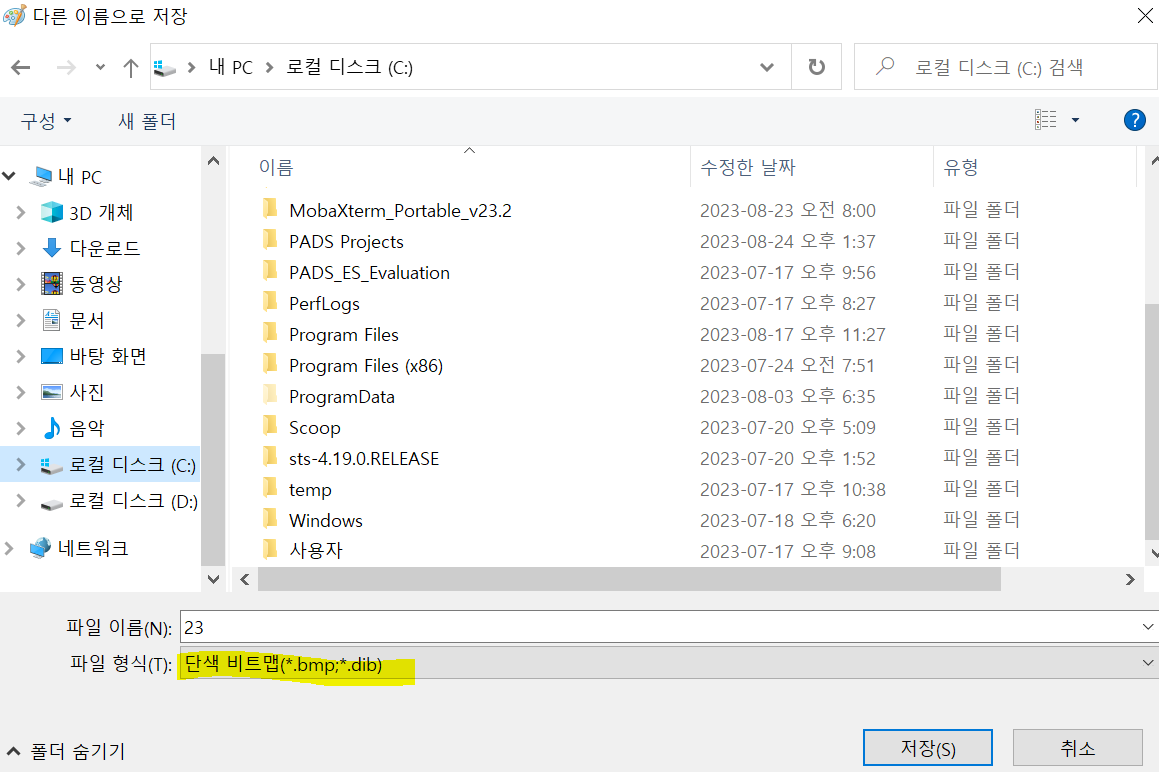 다른 이름으로 저장
내 PC 로컬 디스크 (C:) 로컬 디스크 (C:) 검색
구성 새 폴더 ?
이름 수정한 날짜 유형
내 PC
3D 개체
다운로드
동영상
문서
바탕 화면
사진
음악
로컬 디스크 (C:)
로컬 디스크 (D:)
네트워크
MobaXterm_Portable_v23.2 2023-08-23 오전 8:00 파일 폴더
PADS Projects 2023-08-24 오후 1:37 파일 폴더
PADS_ES_Evaluation 2023-07-17 오후 9:56 파일 폴더
PerfLogs 2023-07-17 오후 8:27 파일 폴더
Program Files 2023-08-17 오후 11:27 파일 폴더
Program Files (x86) 2023-07-24 오전 7:51 파일 폴더
ProgramData 2023-08-03 오후 6:35 파일 폴더
Scoop 2023-07-20 오후 5:09 파일 폴더
sts-4.19.0.RELEASE 2023-07-20 오후 1:52 파일 폴더
temp 2023-07-17 오후 10:38 파일 폴더
Windows 2023-07-18 오후 6:20 파일 폴더
사용자 2023-07-17 오후 9:08 파일 폴더
파일 이름(N): 23
파일 형식(T): 단색 비트맵(*.bmp;*.dib)
폴더 숨기기 저장(S) 취소